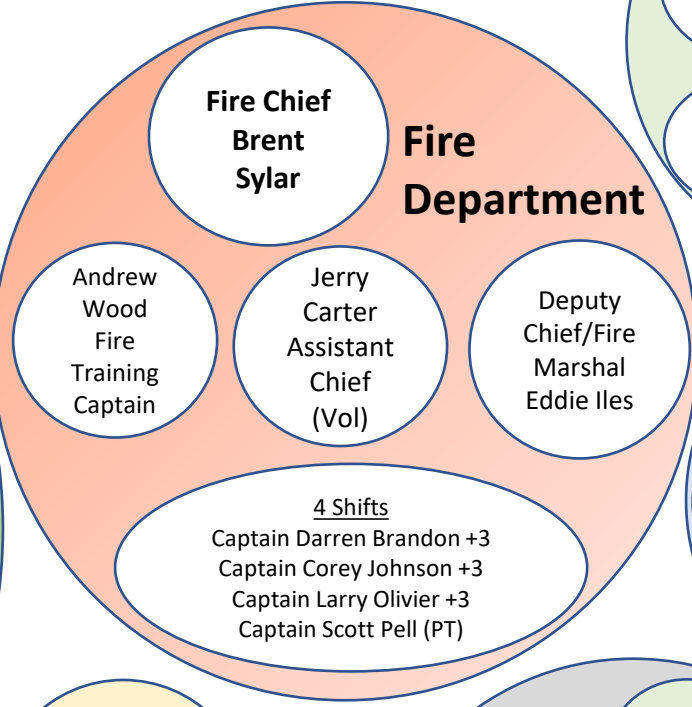 Fire Chief
Brent
Sylar
Fire
Department
Andrew
Wood
Fire
Training
Captain
Jerry
Carter
Assistant
Chief
(Vol)
Deputy
Chief/Fire
Marshal
Eddie Iles
4 Shifts
Captain Darren Brandon +3
Captain Corey Johnson +3
Captain Larry Olivier +3
Captain Scott Pell (PT)